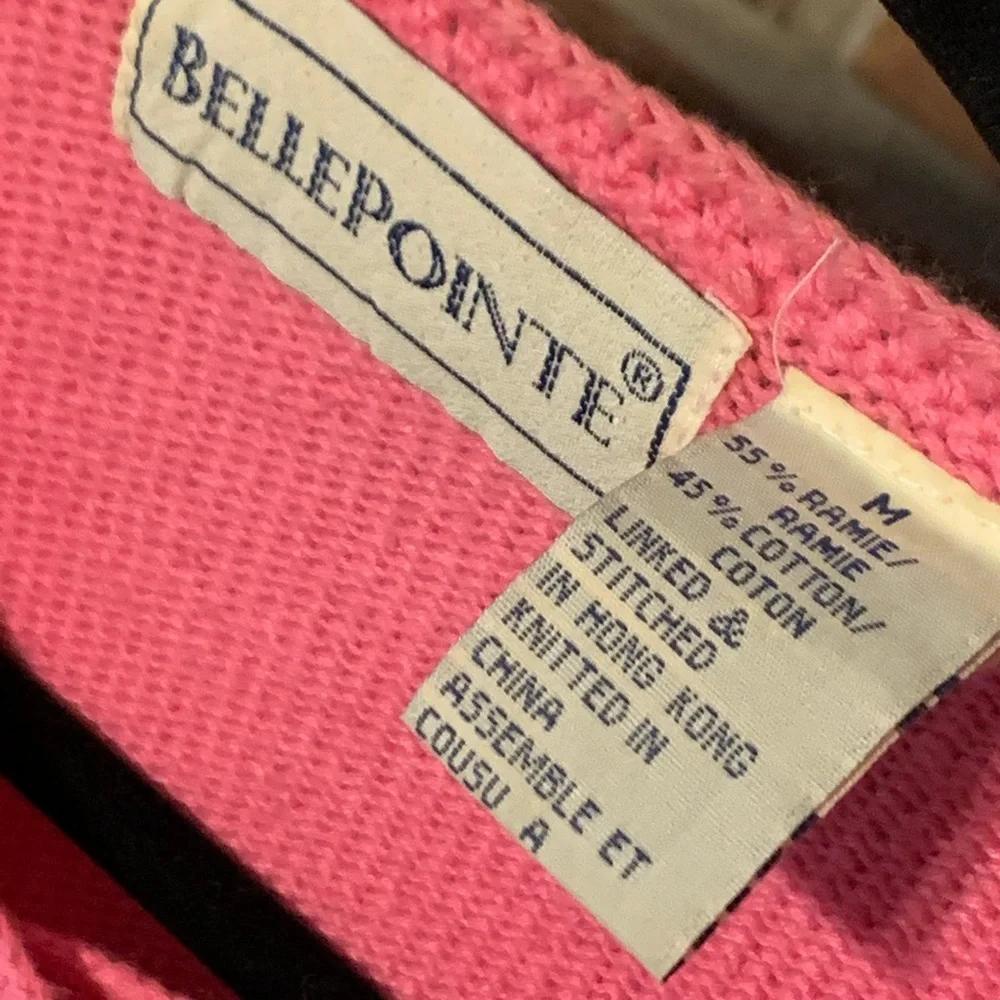 BELLEPOINTE®
M
55% RAMIE/
RAMIE
45% COTTON/
COTON
LINKED &
STITCHED
IN HONG KONG
KNITTED IN
CHINA
ASSEMBLE ET
COUSU A